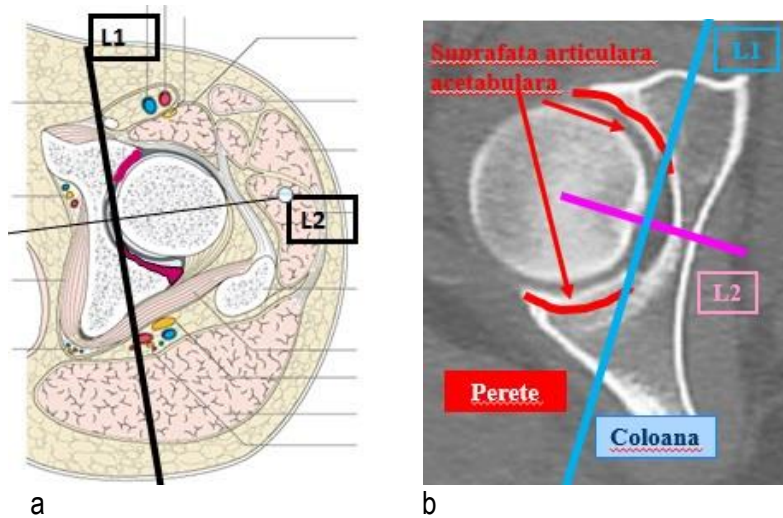 L1
L2
Suprafata articulara
acetabulara
L1
L2
Perete
Coloana
a
b